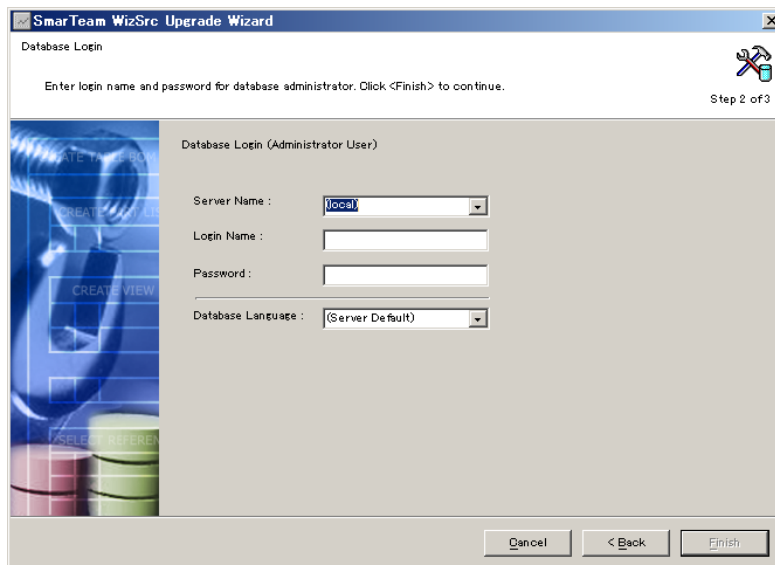 SmarTeam WizSrc Upgrade Wizard
Database Login
Enter login name and password for database administrator. Click <Finish> to continue.
Step 2 of 3
Database Login (Administrator User)
Server Name :
(local)
Login Name :
Password :
Database Language :
(Server Default)
CREATE VIEW
Cancel
< Back
Finish